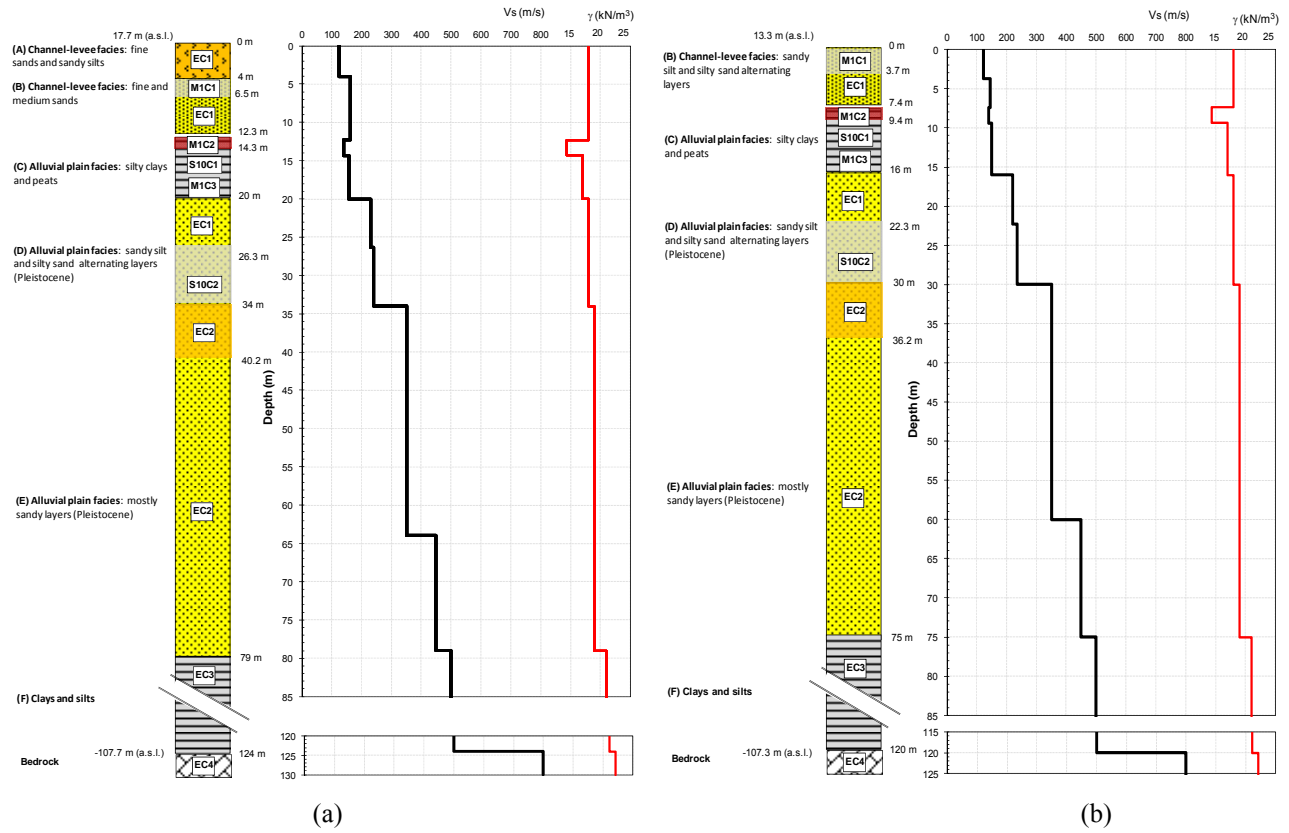 Vs (m/s)
γ (kN/m³)
17.7 m (a.s.l.)
0 m
0 100 200 300 400 500 600 700 800 15 20 25
(A) Channel-levee facies: fine
sands and sandy silts
EC1
4 m
(B) Channel-levee facies: fine and
medium sands
M1C1
6.5 m
EC1
12.3 m
M1C2
14.3 m
(C) Alluvial plain facies: silty clays
and peats
S10C1
M1C3
20 m
EC1
(D) Alluvial plain facies: sandy silt
and silty sand alternating layers
(Pleistocene)
26.3 m
S10C2
34 m
EC2
40.2 m
(E) Alluvial plain facies: mostly
sandy layers (Pleistocene)
EC2
79 m
EC3
(F) Clays and silts
-107.7 m (a.s.l.)
124 m
Bedrock
EC4
Depth (m)
0
5
10
15
20
25
30
35
40
45
50
55
60
65
70
75
80
85
120
125
130
(a)
Vs (m/s)
γ (kN/m³)
13.3 m (a.s.l.)
0 m
0 100 200 300 400 500 600 700 800 15 20 25
(B) Channel-levee facies: sandy
silt and silty sand alternating
layers
M1C1
3.7 m
EC1
7.4 m
M1C2
9.4 m
(C) Alluvial plain facies: silty clays
and peats
S10C1
M1C3
16 m
EC1
(D) Alluvial plain facies: sandy silt
and silty sand alternating layers
(Pleistocene)
22.3 m
S10C2
30 m
EC2
36.2 m
(E) Alluvial plain facies: mostly
sandy layers (Pleistocene)
EC2
75 m
EC3
(F) Clays and silts
-107.3 m (a.s.l.)
120 m
Bedrock
EC4
Depth (m)
0
5
10
15
20
25
30
35
40
45
50
55
60
65
70
75
80
85
115
120
125
(b)